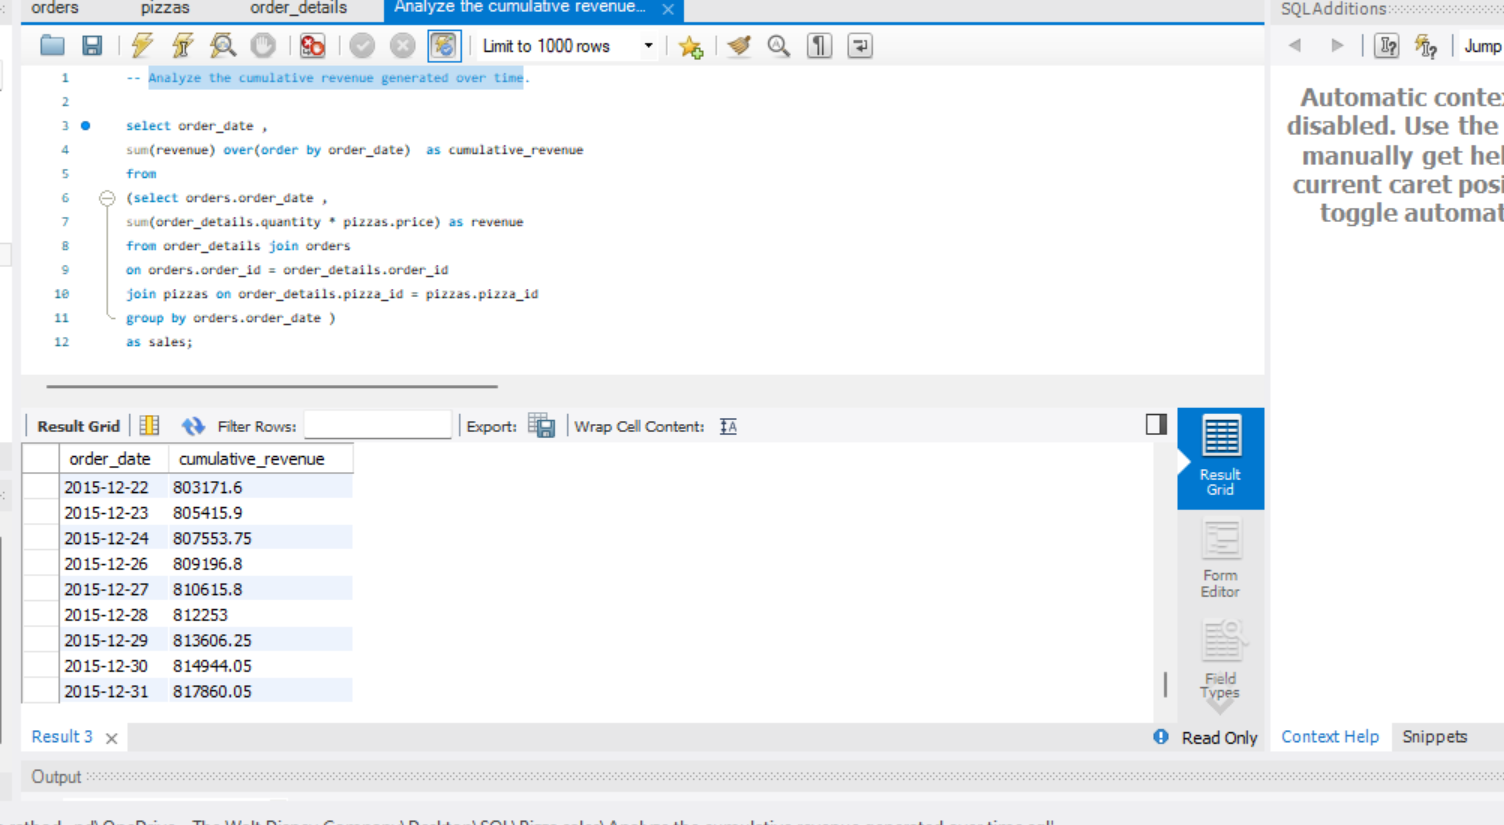 orders pizzas order_details Analyze the cumulative revenue...
SQLAdditions
Limit to 1000 rows
Jump
1 -- Analyze the cumulative revenue generated over time.
2
3 select order_date ,
4 sum(revenue) over(order by order_date) as cumulative_revenue
5 from
6 (select orders.order_date ,
7 sum(order_details.quantity * pizzas.price) as revenue
8 from order_details join orders
9 on orders.order_id = order_details.order_id
10 join pizzas on order_details.pizza_id = pizzas.pizza_id
11 group by orders.order_date )
12 as sales;
Automatic conte
disabled. Use the
manually get hel
current caret posi
toggle automat
Result Grid Filter Rows: Export: Wrap Cell Content:
order_date cumulative_revenue
2015-12-22 803171.6
2015-12-23 805415.9
2015-12-24 807553.75
2015-12-26 809196.8
2015-12-27 810615.8
2015-12-28 812253
2015-12-29 813606.25
2015-12-30 814944.05
2015-12-31 817860.05
Result
Grid
Form
Editor
Field
Types
Result 3
Read Only
Context Help Snippets
Output